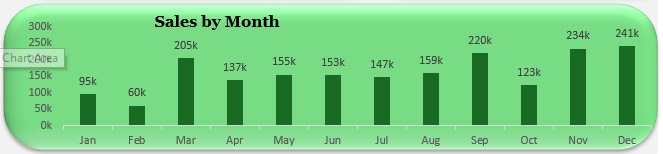 Sales by Month
300k
250k
Chart Area
200k
150k
100k
50k
0k
95k
60k
205k
137k
155k
153k
147k
159k
220k
123k
234k
241k
Jan Feb Mar Apr May Jun Jul Aug Sep Oct Nov Dec